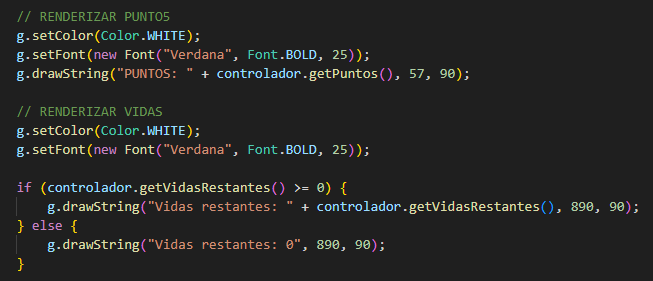 // RENDERIZAR PUNTOS
g.setColor(Color.WHITE);
g.setFont(new Font("Verdana", Font.BOLD, 25));
g.drawString("PUNTOS: " + controlador.getPuntos(), 57, 90);
// RENDERIZAR VIDAS
g.setColor(Color.WHITE);
g.setFont(new Font("Verdana", Font.BOLD, 25));
if (controlador.getVidasRestantes() >= 0) {
    g.drawString("Vidas restantes: " + controlador.getVidasRestantes(), 890, 90);
} else {
    g.drawString("Vidas restantes: 0", 890, 90);
}